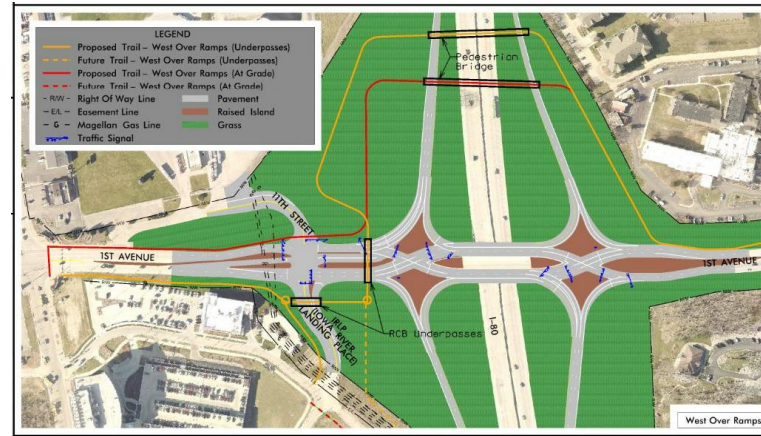 LEGEND
Proposed Trail – West Over Ramps (Underpasses)
Future Trail – West Over Ramps (Underpasses)
Proposed Trail – West Over Ramps (At Grade)
Future Trail – West Over Ramps (At Grade)
R/W Right Of Way Line
Pavement
E/L Easement Line
Raised Island
G Magellan Gas Line
Grass
Traffic Signal
Pedestrian
Bridge
11TH STREET
1ST AVENUE
1ST AVENUE
I-80
IRLP
(IOWA RIVER
LANDING PLACE)
RCB Underpasses
West Over Ramps